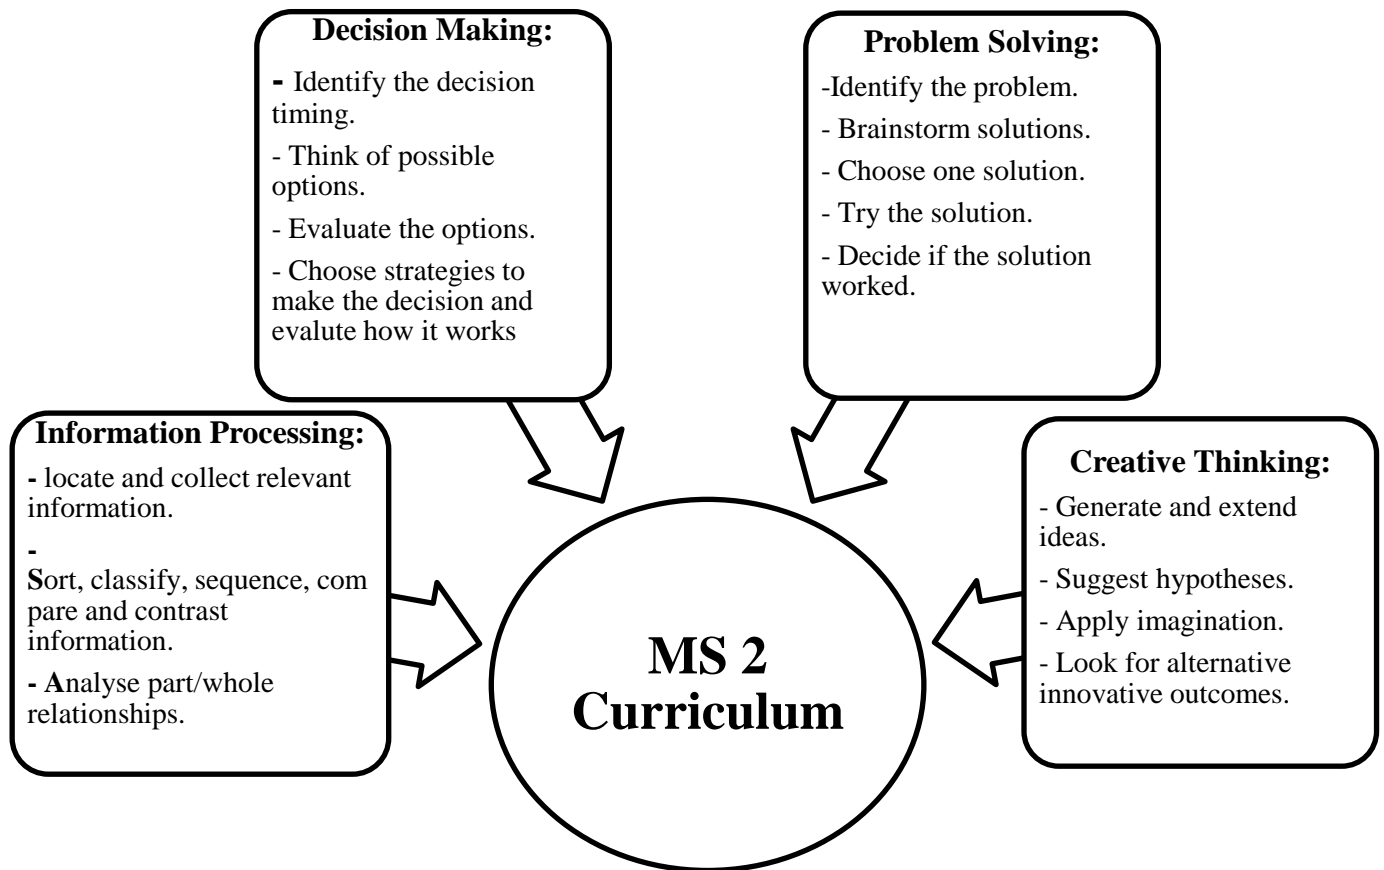 Decision Making:
- Identify the decision
timing.
- Think of possible
options.
- Evaluate the options.
- Choose strategies to
make the decision and
evalute how it works
Problem Solving:
-Identify the problem.
- Brainstorm solutions.
- Choose one solution.
- Try the solution.
- Decide if the solution
worked.
Information Processing:
- locate and collect relevant
information.
-
Sort, classify, sequence, com
pare and contrast
information.
- Analyse part/whole
relationships.
Creative Thinking:
- Generate and extend
ideas.
- Suggest hypotheses.
- Apply imagination.
- Look for alternative
innovative outcomes.
MS 2
Curriculum